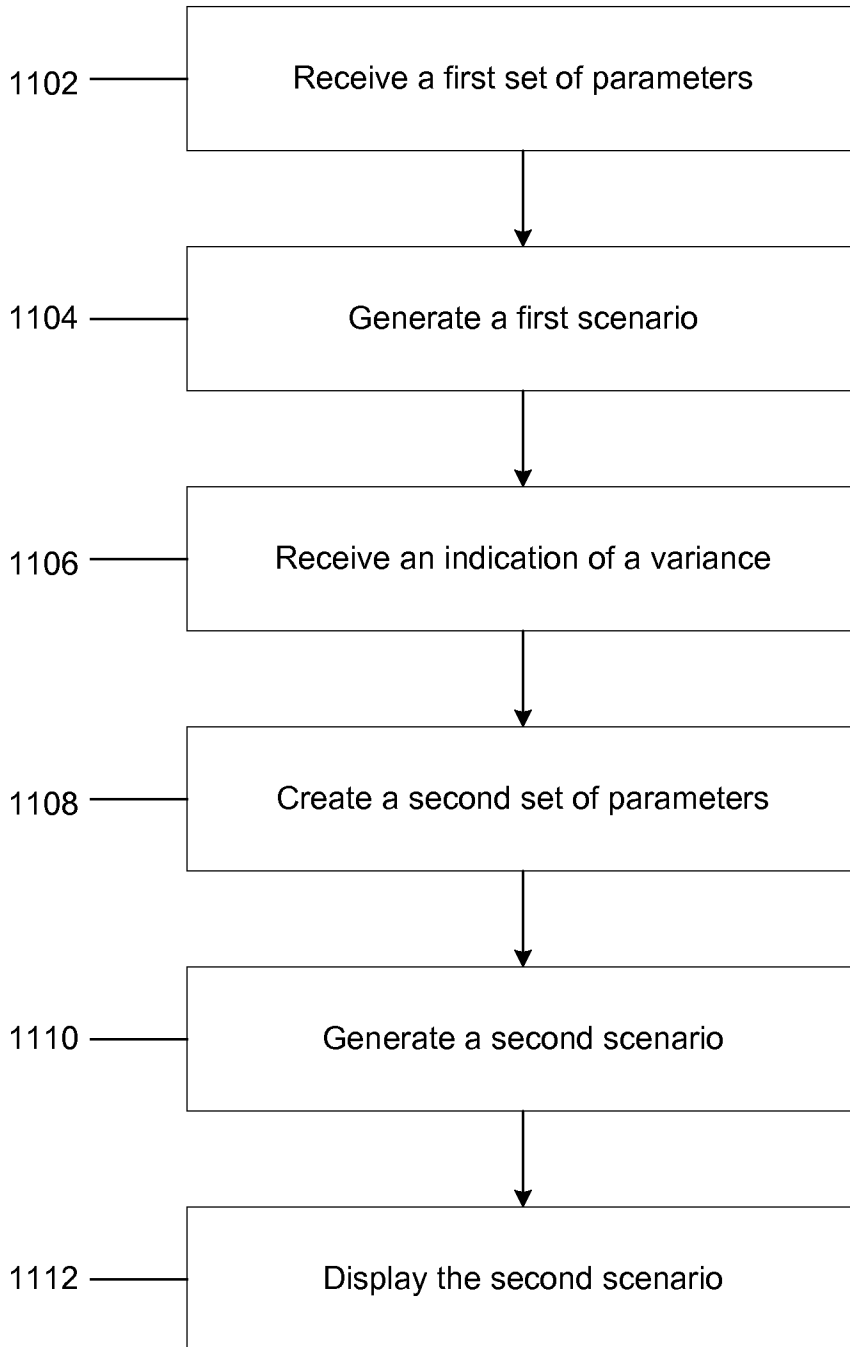 1102
Receive a first set of parameters
1104
Generate a first scenario
1106
Receive an indication of a variance
1108
Create a second set of parameters
1110
Generate a second scenario
1112
Display the second scenario